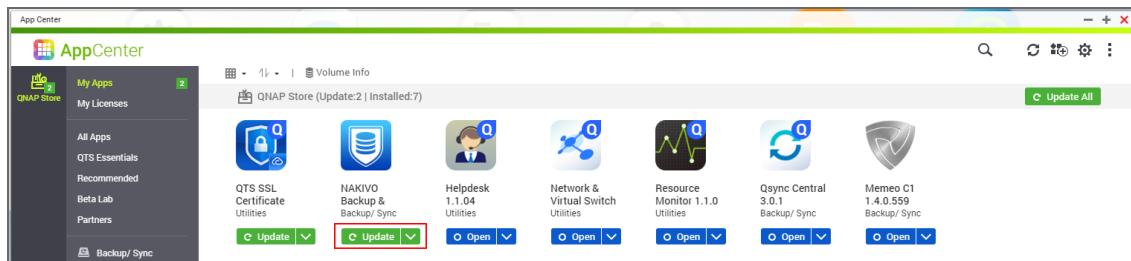 App Center
AppCenter
2
QNAP Store
My Apps 2
My Licenses
All Apps
QTS Essentials
Recommended
Beta Lab
Partners
Backup/ Sync
Volume Info
QNAP Store (Update:2 | Installed:7)
Update All
QTS SSL
Certificate
Utilities
Update
NAKIVO
Backup &
Backup/ Sync
Update
Helpdesk
1.1.04
Utilities
Open
Network &
Virtual Switch
Utilities
Open
Resource
Monitor 1.1.0
Utilities
Open
Qsync Central
3.0.1
Backup/ Sync
Open
Memeo C1
1.4.0.559
Backup/ Sync
Open